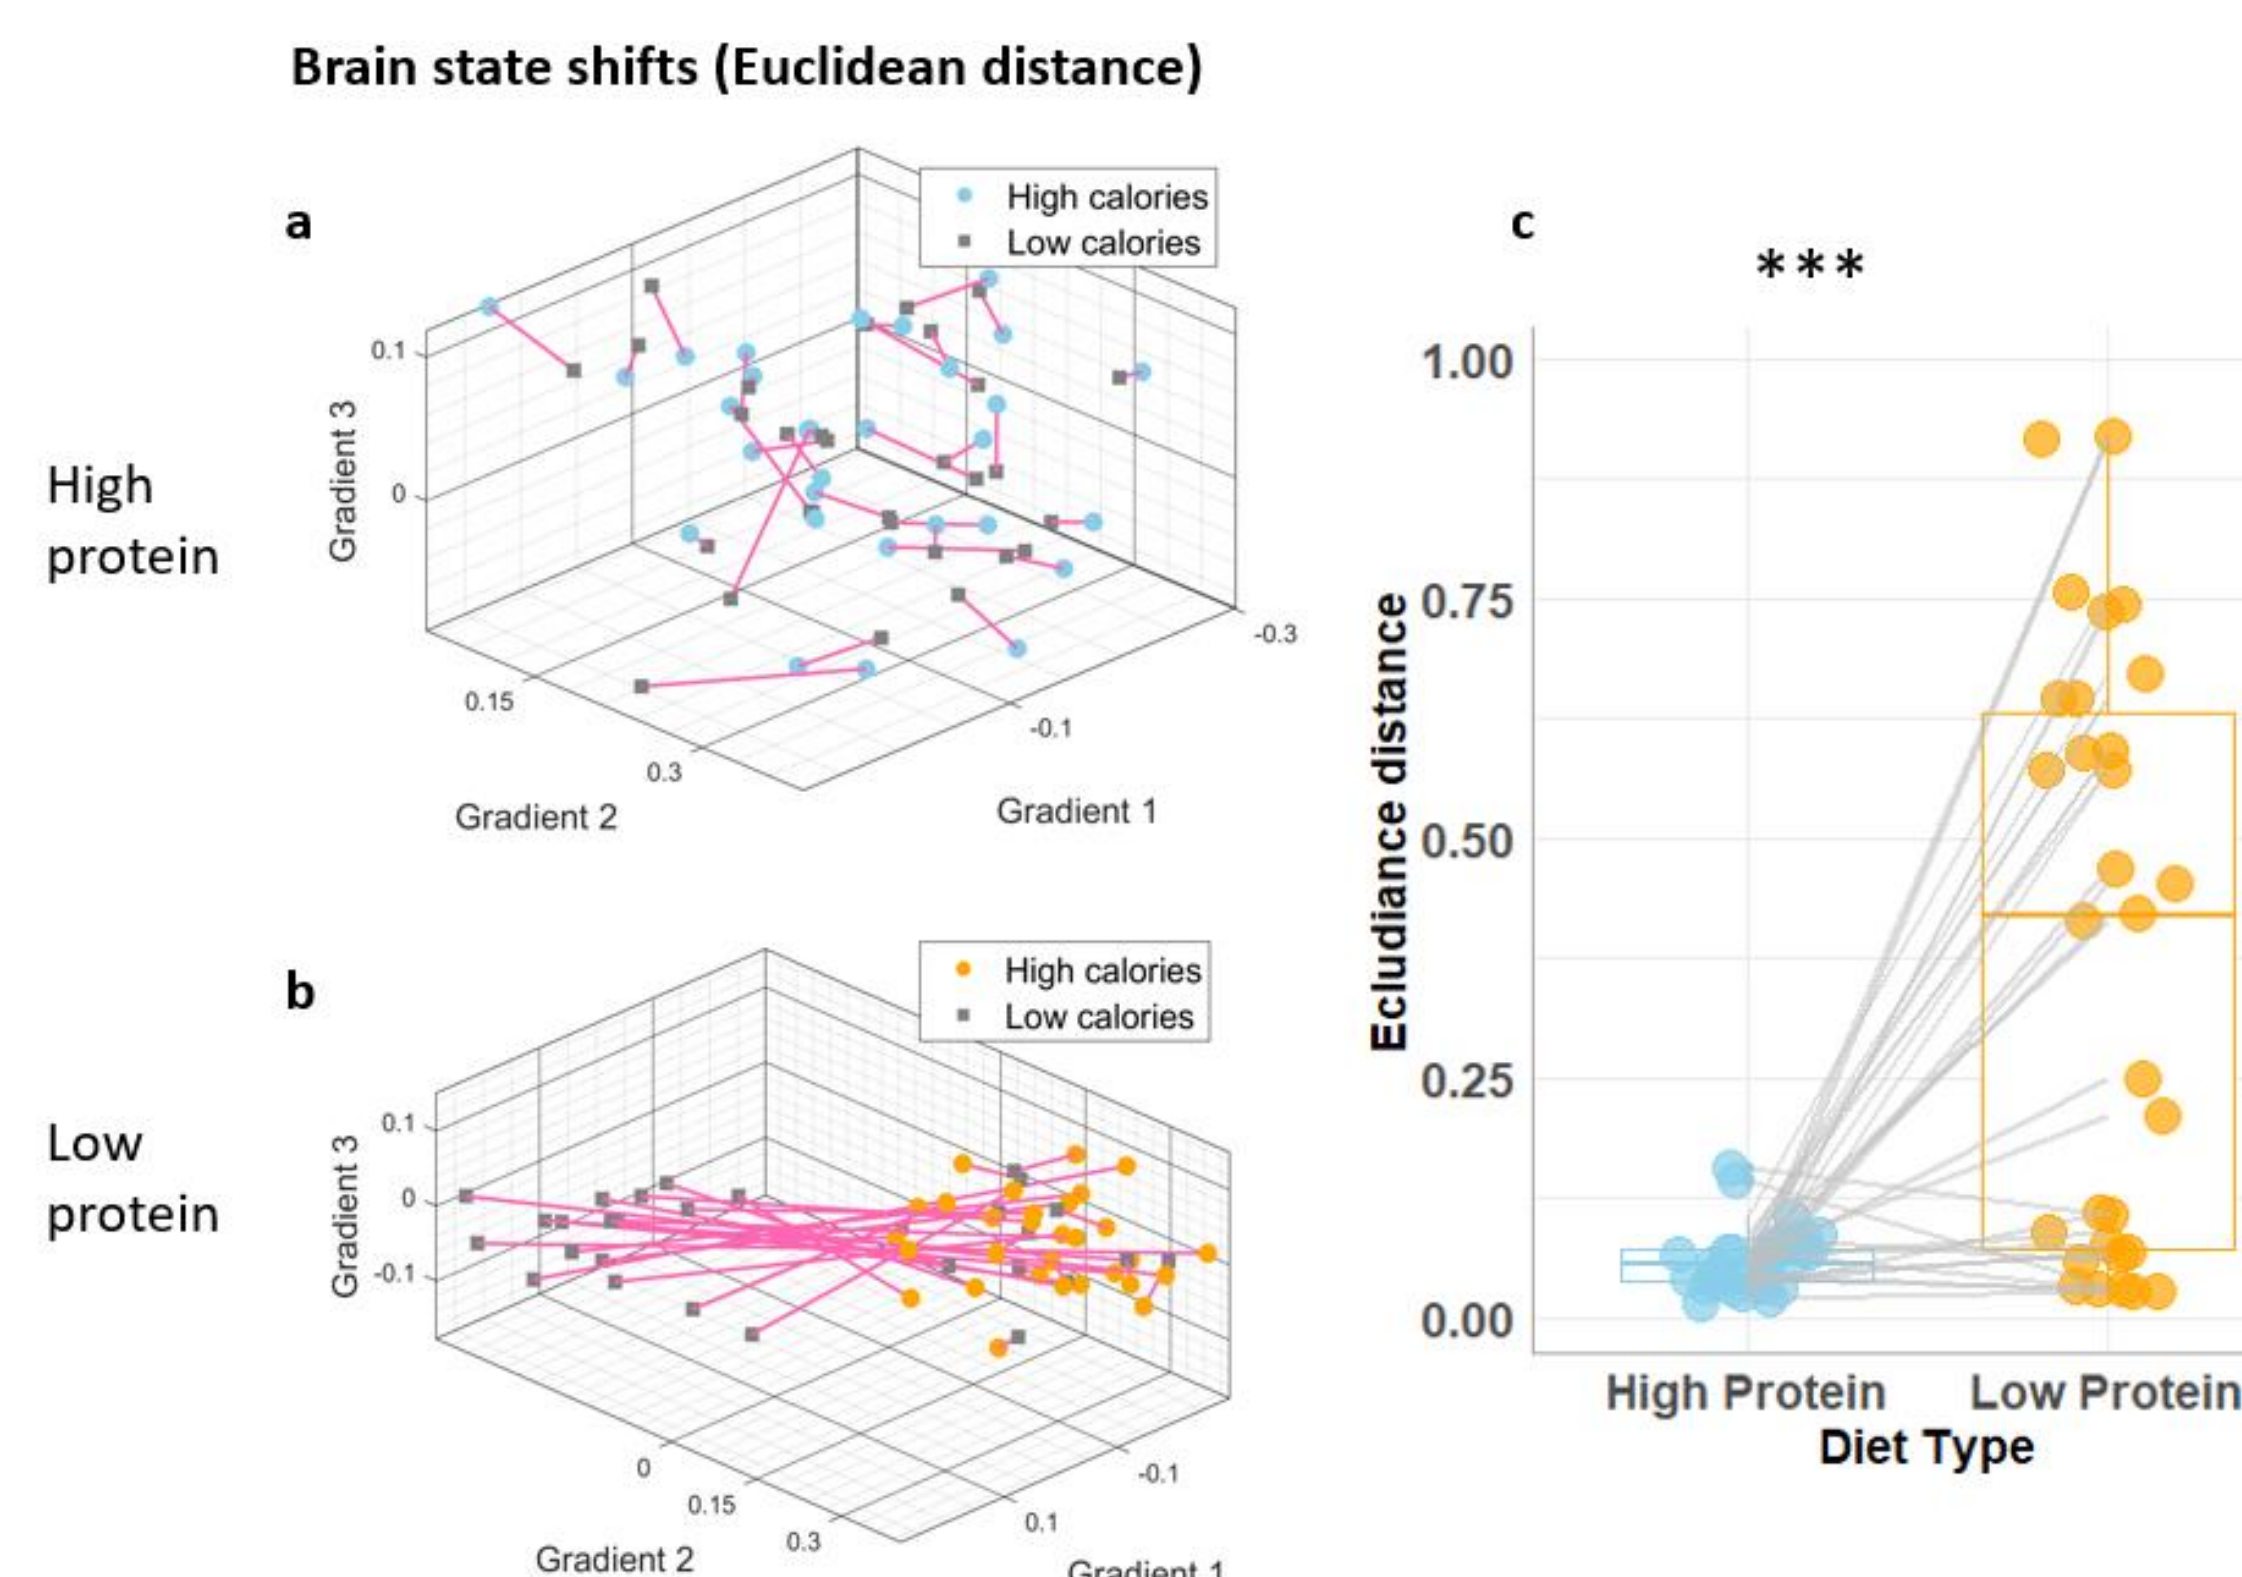 Brain state shifts (Euclidean distance)
a
High calories
Low calories
0.1
0
Gradient 3
High
protein
0.15
0.3
-0.1
-0.3
Gradient 2
Gradient 1
b
High calories
Low calories
0.1
0
-0.1
Gradient 3
Low
protein
0
0.15
0.3
0.1
-0.1
Gradient 2
Gradient 1
c
***
1.00
0.75
0.50
0.25
0.00
Ecludiance distance
High Protein
Low Protein
Diet Type